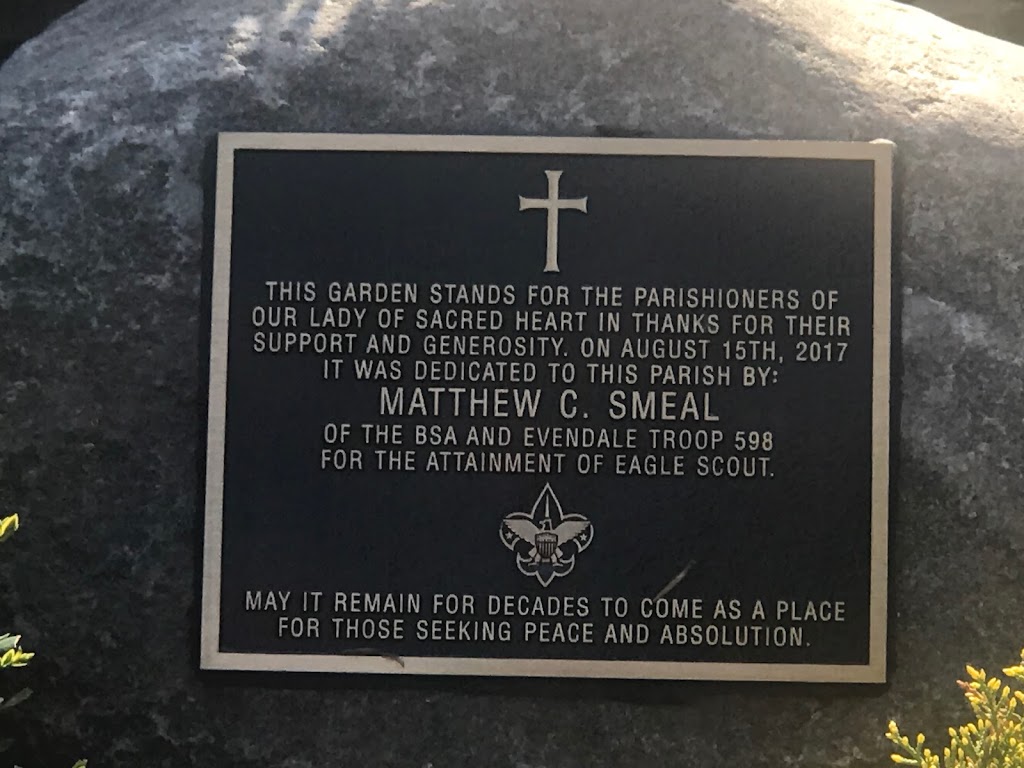 THIS GARDEN STANDS FOR THE PARISHIONERS OF
OUR LADY OF SACRED HEART IN THANKS FOR THEIR
SUPPORT AND GENEROSITY. ON AUGUST 15TH, 2017
IT WAS DEDICATED TO THIS PARISH BY:
MATTHEW C. SMEAL
OF THE BSA AND EVENDALE TROOP 598
FOR THE ATTAINMENT OF EAGLE SCOUT.
MAY IT REMAIN FOR DECADES TO COME AS A PLACE
FOR THOSE SEEKING PEACE AND ABSOLUTION.